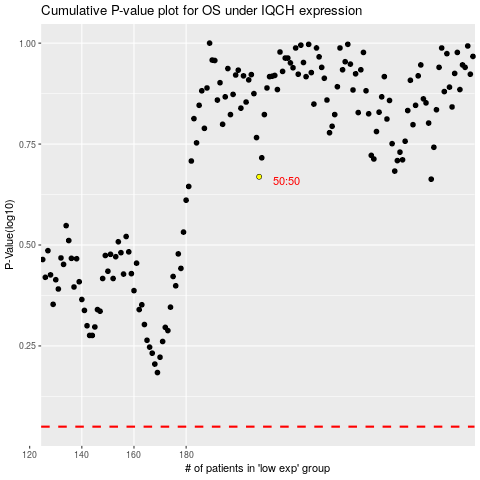 Cumulative P-value plot for OS under IQCH expression
P-Value(log10)
1.00
0.75
0.50
0.25
50:50
120 140 160 180
# of patients in 'low exp' group